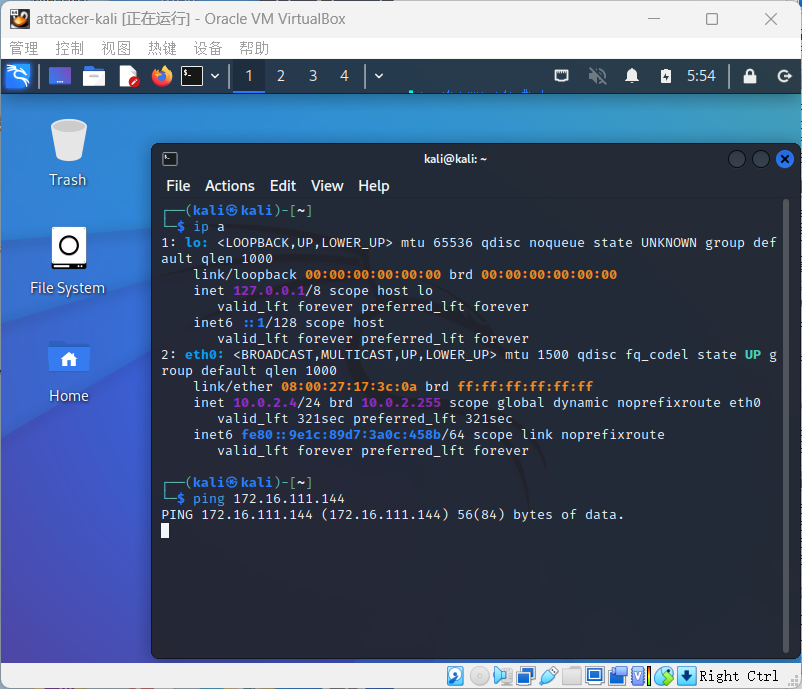 attacker-kali [正在运行] - Oracle VM VirtualBox
管理 控制 视图 热键 设备 帮助
1 2 3 4 5:54
Trash
File System
Home
kali@kali: ~
File Actions Edit View Help
┌──(kali㉿kali)-[~]
└─$ ip a
1: lo: <LOOPBACK,UP,LOWER_UP> mtu 65536 qdisc noqueue state UNKNOWN group def
ault qlen 1000
    link/loopback 00:00:00:00:00:00 brd 00:00:00:00:00:00
    inet 127.0.0.1/8 scope host lo
       valid_lft forever preferred_lft forever
    inet6 ::1/128 scope host
       valid_lft forever preferred_lft forever
2: eth0: <BROADCAST,MULTICAST,UP,LOWER_UP> mtu 1500 qdisc fq_codel state UP g
roup default qlen 1000
    link/ether 08:00:27:17:3c:0a brd ff:ff:ff:ff:ff:ff
    inet 10.0.2.4/24 brd 10.0.2.255 scope global dynamic noprefixroute eth0
       valid_lft 321sec preferred_lft 321sec
    inet6 fe80::9e1c:89d7:3a0c:458b/64 scope link noprefixroute
       valid_lft forever preferred_lft forever
┌──(kali㉿kali)-[~]
└─$ ping 172.16.111.144
PING 172.16.111.144 (172.16.111.144) 56(84) bytes of data.
Right Ctrl